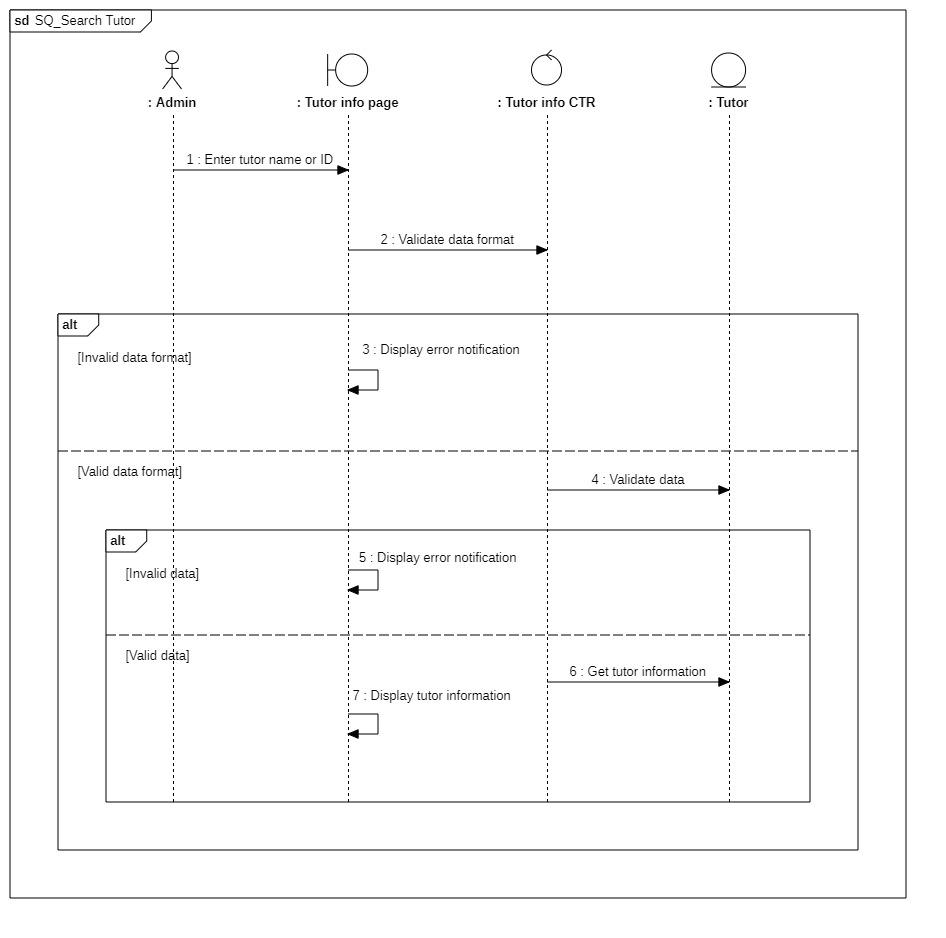 sd SQ_Search Tutor
: Admin
: Tutor info page
: Tutor info CTR
: Tutor
1 : Enter tutor name or ID
2 : Validate data format
alt
[Invalid data format]
3 : Display error notification
[Valid data format]
4 : Validate data
alt
5 : Display error notification
[Invalid data]
[Valid data]
6 : Get tutor information
7 : Display tutor information